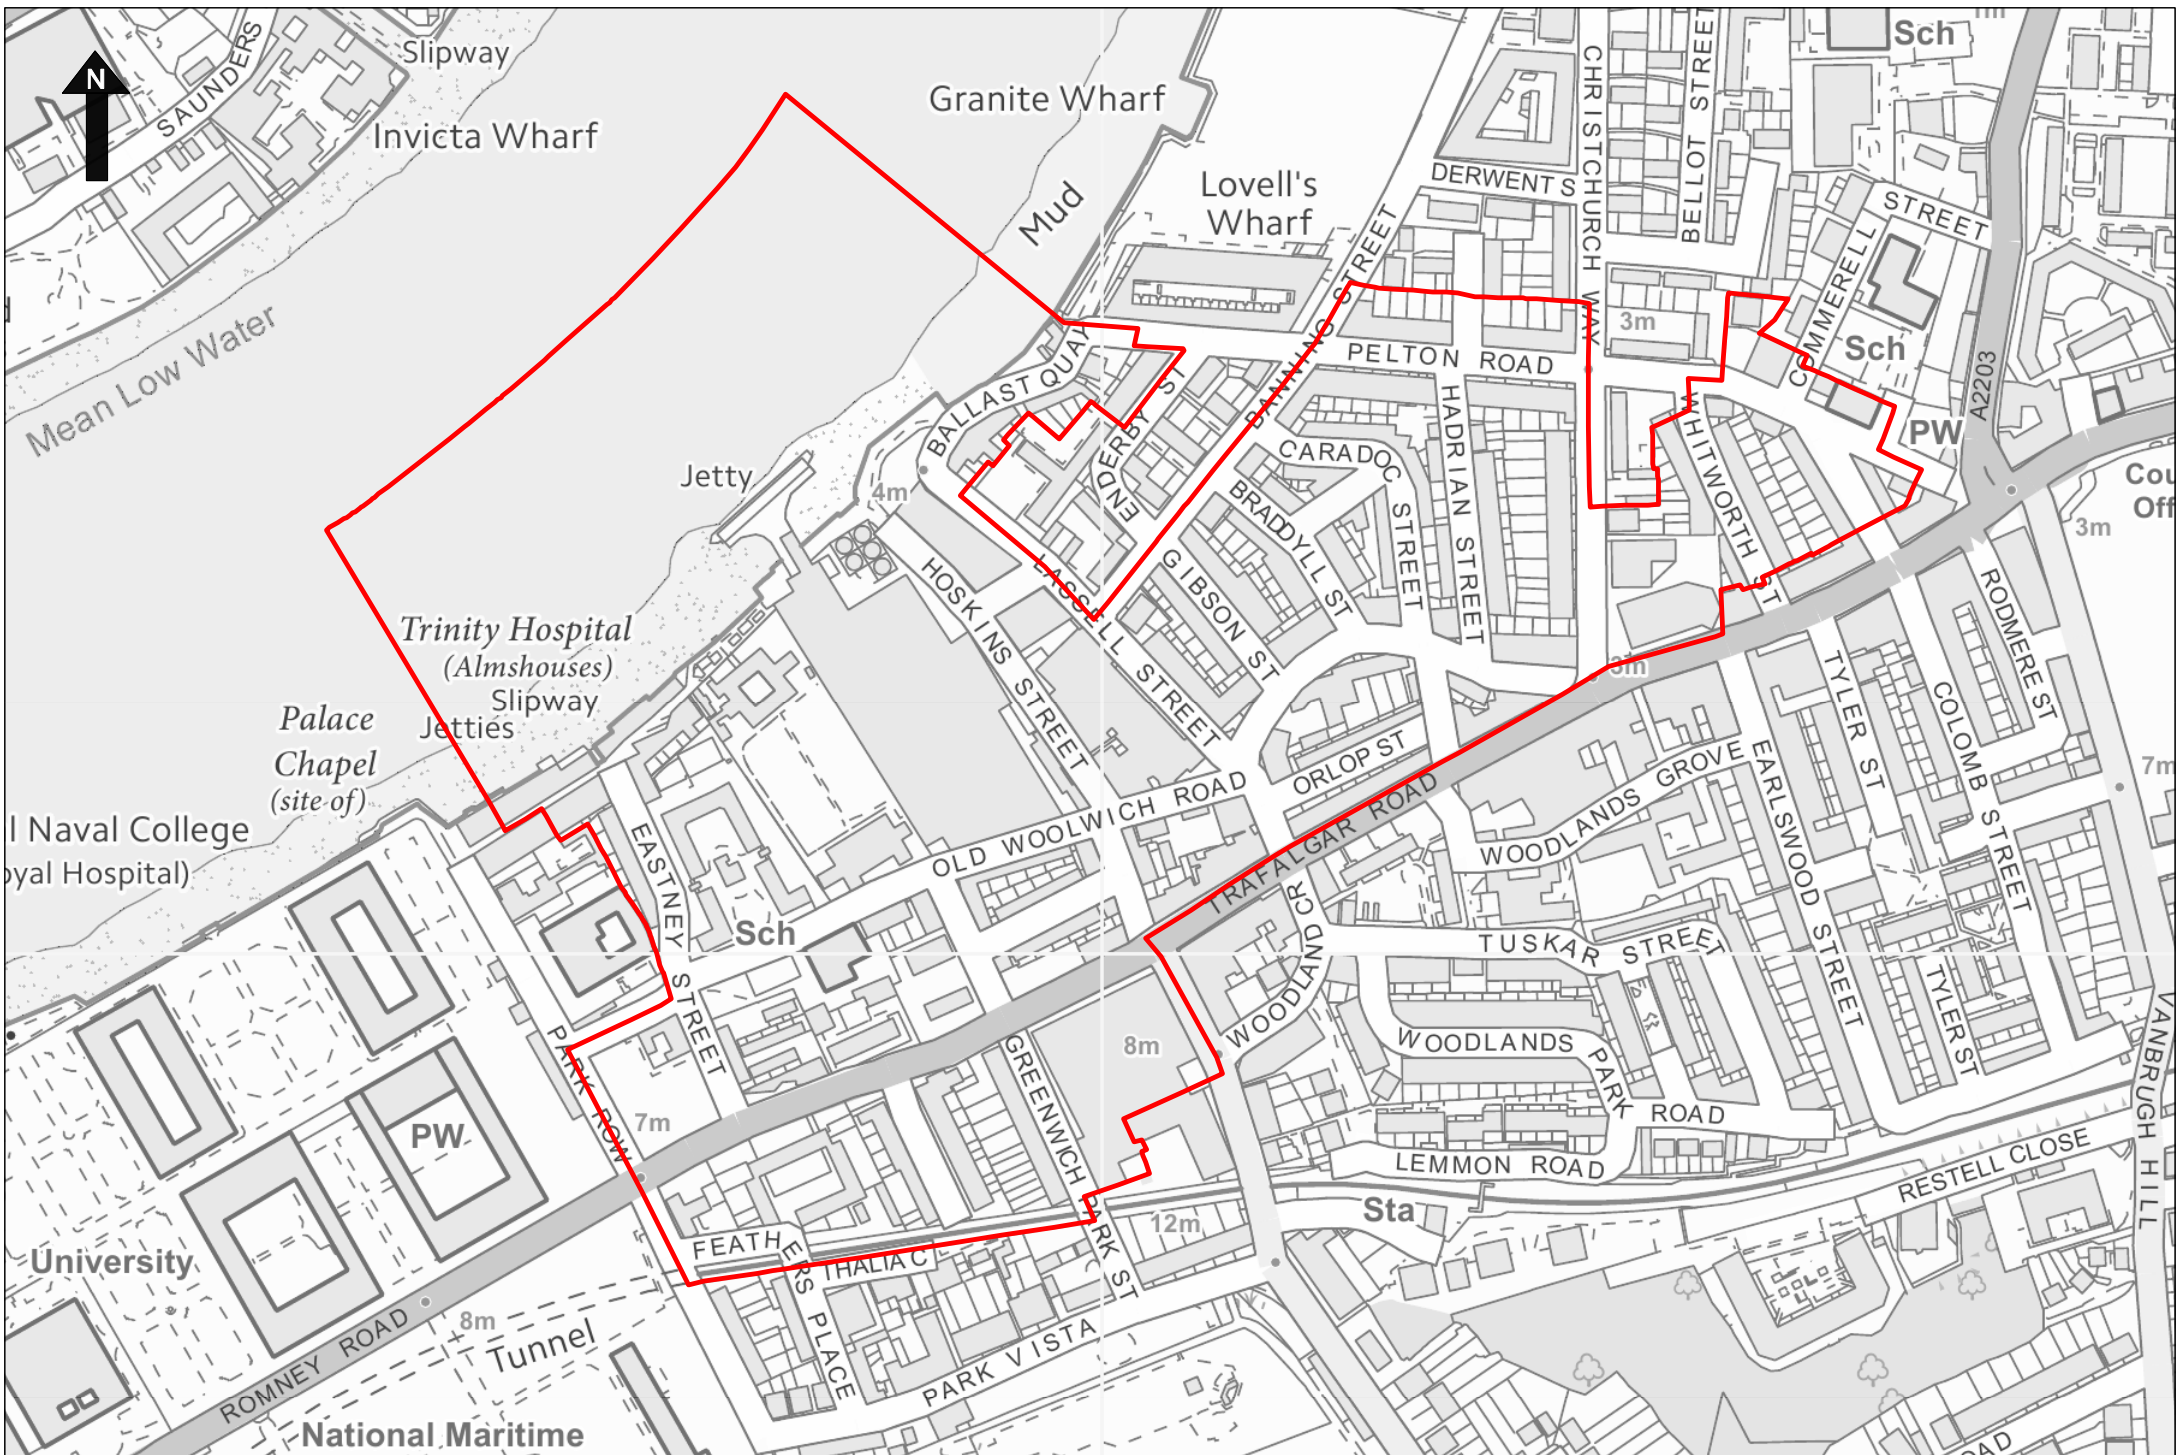 N
SAUNDERS
Slipway
Invicta Wharf
Granite Wharf
Mud
Lovell's
Wharf
CHRISTCHURCH WAY
BELLOT STREET
Sch
DERWENT S
COMMERELL
STREET
Sch
3m
A2203
PW
Mean Low Water
BALLAST QUAY
ENDERBY ST
BANNING STREET
PELTON ROAD
HADRIAN STREET
CARADOC STREET
BRADDYLL ST
WHITWORTH ST
Cou
Off
3m
Jetty
4m
HOSKINS STREET
LASSELL STREET
GIBSON ST
RODMERE ST
Trinity Hospital
(Almshouses)
Slipway
Jetties
Palace
Chapel
(site of)
3m
TYLER ST
COLOMB STREET
7m
l Naval College
oyal Hospital)
EASTNEY STREET
OLD WOOLWICH ROAD
ORLOP ST
TRAFALGAR ROAD
WOODLANDS GROVE
EARLSWOOD STREET
Sch
WOODLAND CR
TUSKAR STREET
TYLER ST
PARK ROW
GREENWICH PARK ST
8m
WOODLANDS PARK ROAD
VANBRUGH HILL
7m
PW
LEMMON ROAD
RESTELL CLOSE
Sta
12m
University
FEATHERS PLACE
THALIA C
8m
Tunnel
ROMNEY ROAD
PARK VISTA
National Maritime
OAD